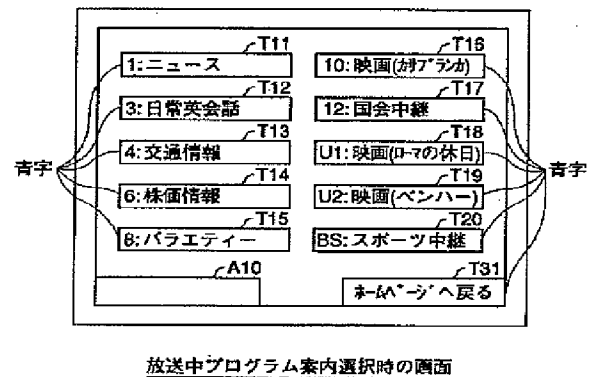 T11
1: ニュース
T12
3: 日常英会話
T13
4: 交通情報
T14
6: 株価情報
T15
8: バラエティー
T16
10: 映画(ｶｻﾌﾞﾗﾝｶ)
T17
12: 国会中継
T18
U1: 映画(ﾛｰﾏの休日)
T19
U2: 映画(ベンハー)
T20
BS: スポーツ中継
青字
青字
A10
T31
ﾎｰﾑﾍﾟｰｼﾞへ戻る
放送中プログラム案内選択時の画面